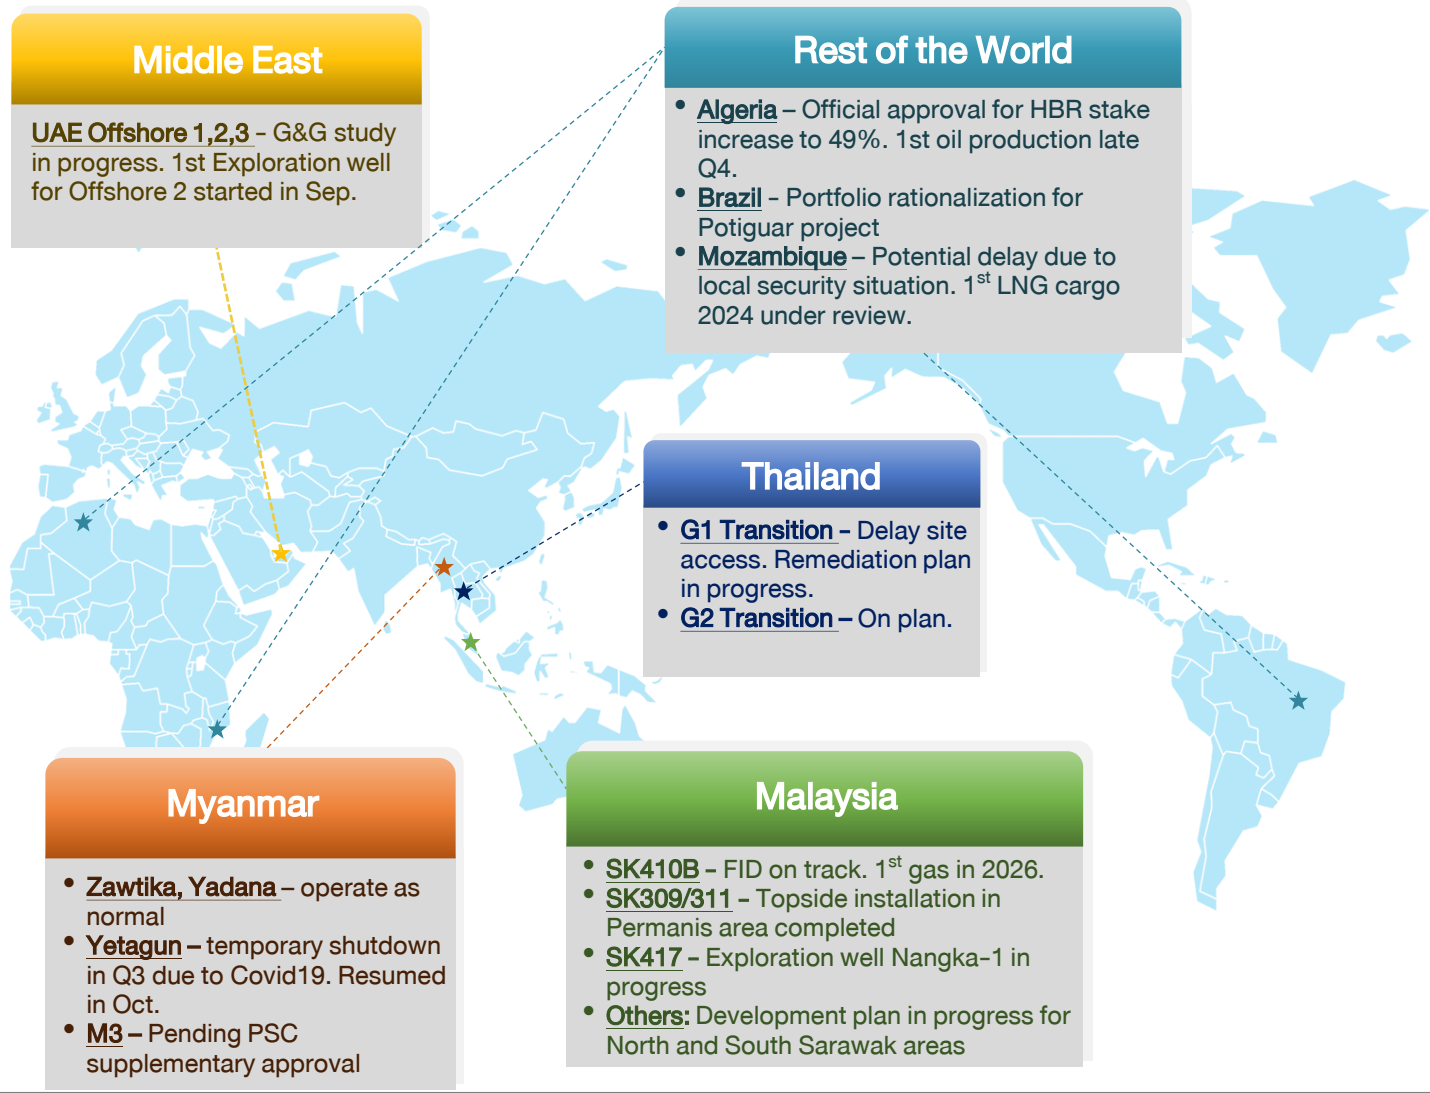 Middle East
UAE Offshore 1,2,3 - G&G study
in progress. 1st Exploration well
for Offshore 2 started in Sep.
Rest of the World
• Algeria – Official approval for HBR stake
increase to 49%. 1st oil production late
Q4.
• Brazil - Portfolio rationalization for
Potiguar project
• Mozambique – Potential delay due to
local security situation. 1st LNG cargo
2024 under review.
Thailand
• G1 Transition – Delay site
access. Remediation plan
in progress.
• G2 Transition – On plan.
Myanmar
• Zawtika, Yadana – operate as
normal
• Yetagun – temporary shutdown
in Q3 due to Covid19. Resumed
in Oct.
• M3 – Pending PSC
supplementary approval
Malaysia
• SK410B – FID on track. 1st gas in 2026.
• SK309/311 – Topside installation in
Permanis area completed
• SK417 – Exploration well Nangka-1 in
progress
• Others: Development plan in progress for
North and South Sarawak areas